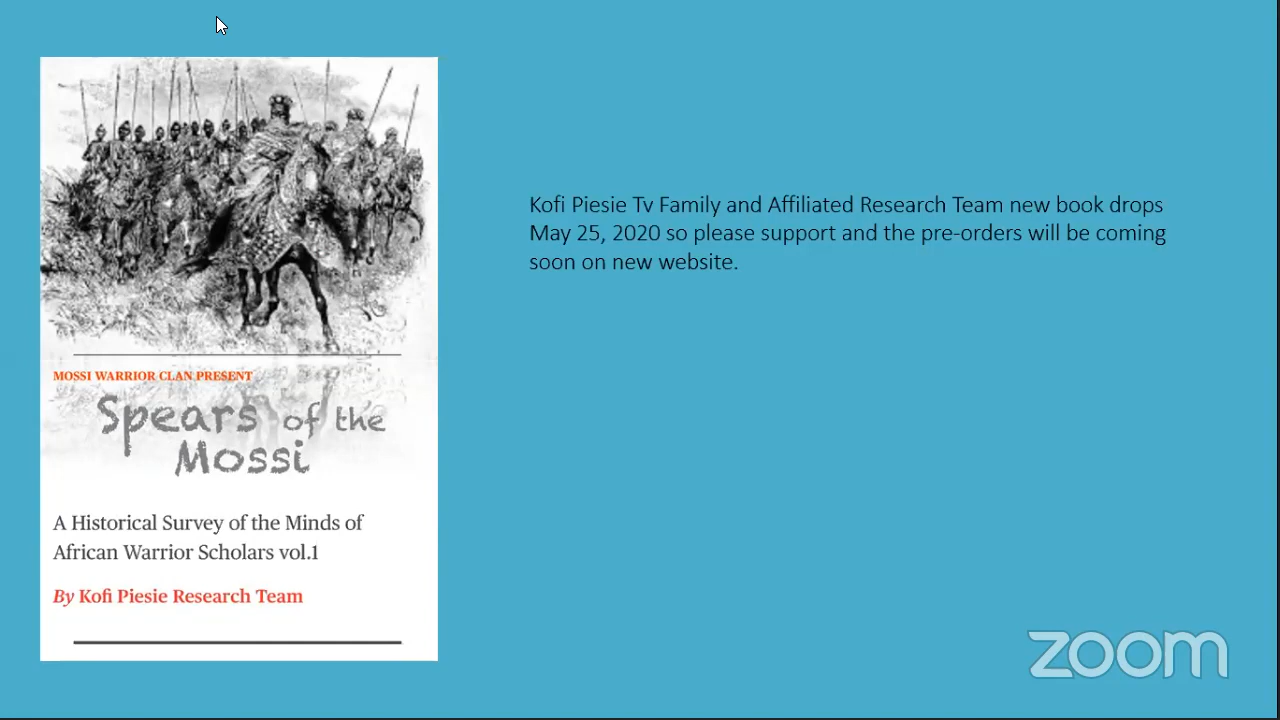 MOSSI WARRIOR CLAN PRESENT
Spears of the
Mossi
A Historical Survey of the Minds of
African Warrior Scholars vol.1
By Kofi Piesie Research Team
Kofi Piesie Tv Family and Affiliated Research Team new book drops
May 25, 2020 so please support and the pre-orders will be coming
soon on new website.
zoom